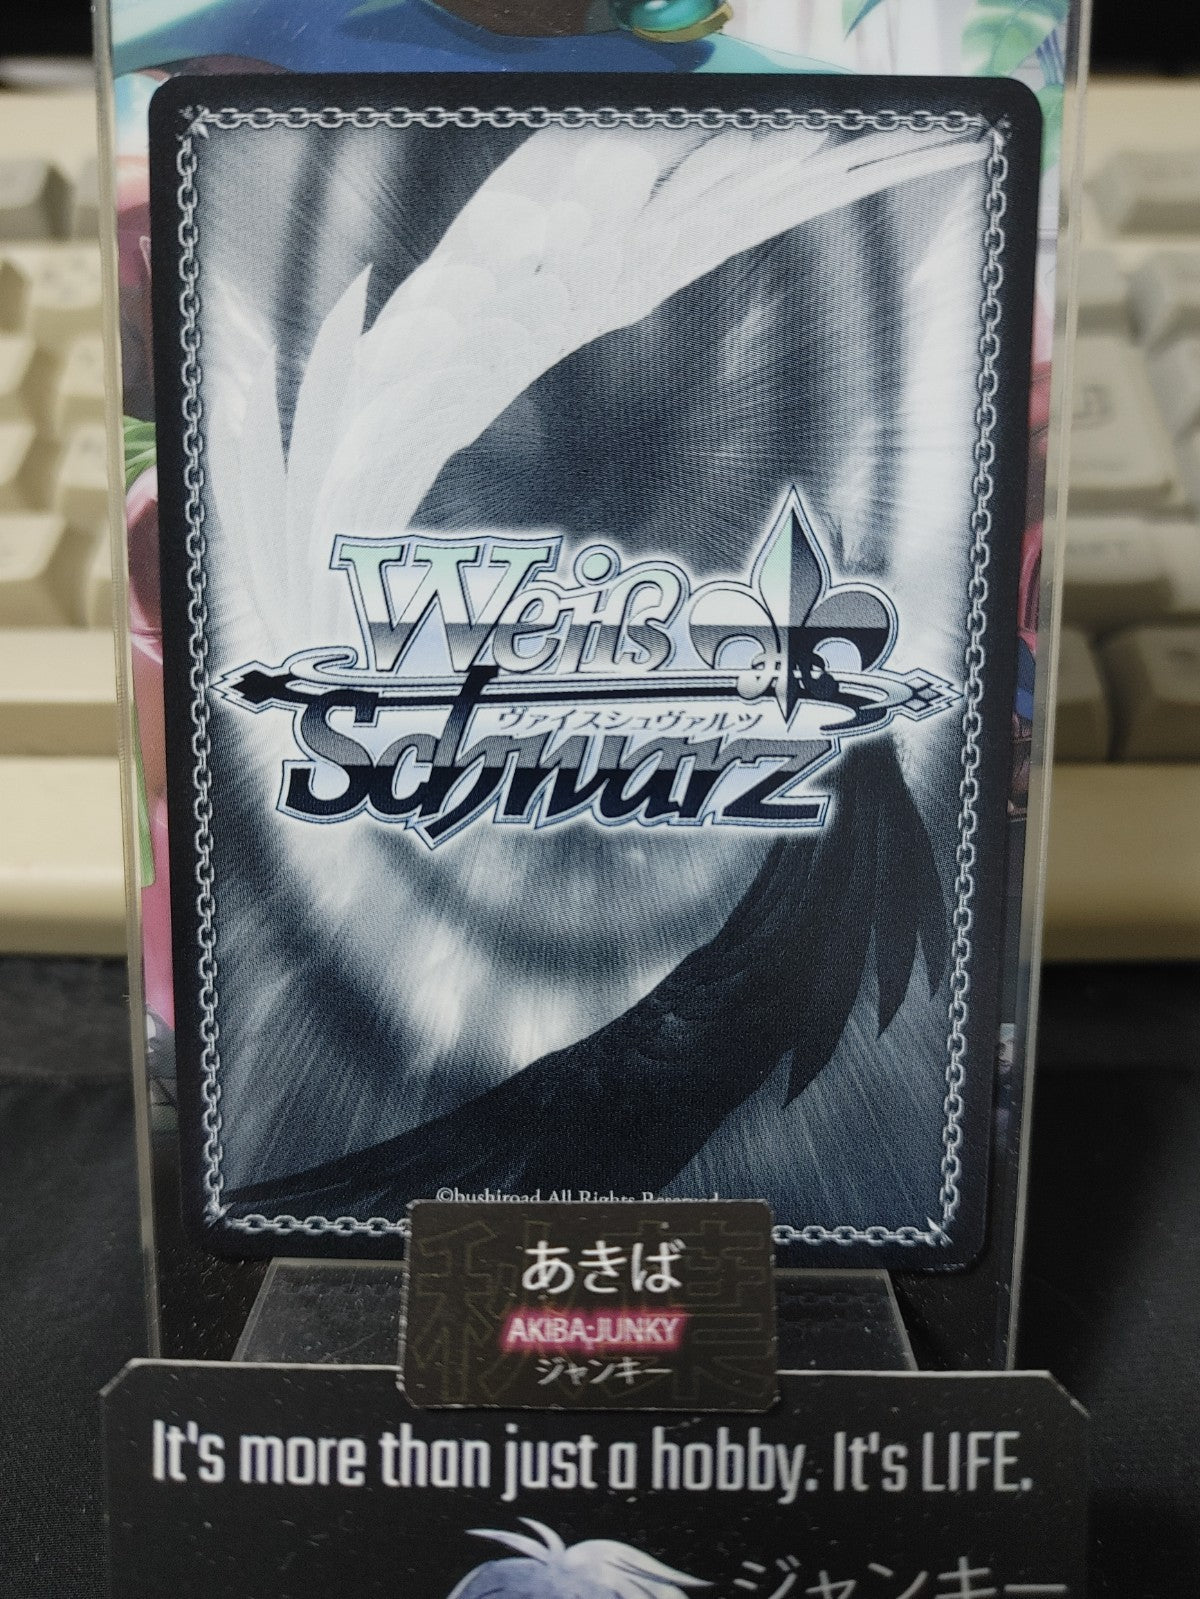 Weiß
ヴァイスシュヴァルツ
Schwarz
©bushiroad All Rights Reserved.
あきば
AKIBA-JUNKY
ジャンキー
It's more than just a hobby. It's LIFE.
ジャンキー